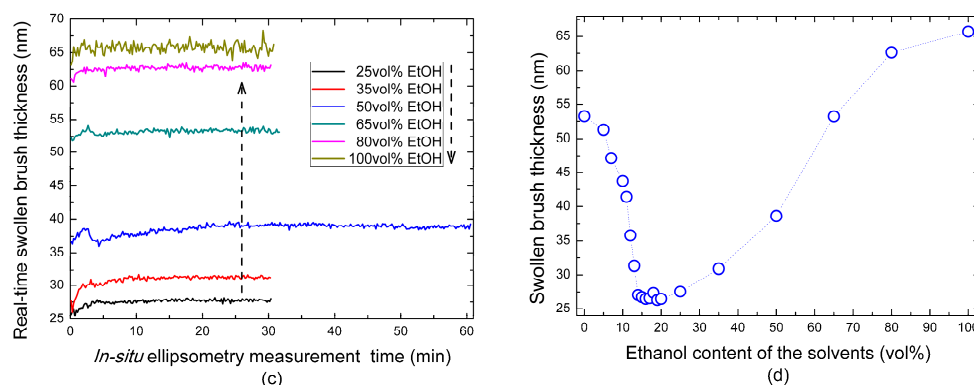 Real-time swollen brush thickness (nm)
70
65
60
55
50
45
40
35
30
25
25vol% EtOH
35vol% EtOH
50vol% EtOH
65vol% EtOH
80vol% EtOH
100vol% EtOH
0 10 20 30 40 50 60
In-situ ellipsometry measurement time (min)
(c)
Swollen brush thickness (nm)
65
60
55
50
45
40
35
30
25
0 10 20 30 40 50 60 70 80 90 100
Ethanol content of the solvents (vol%)
(d)